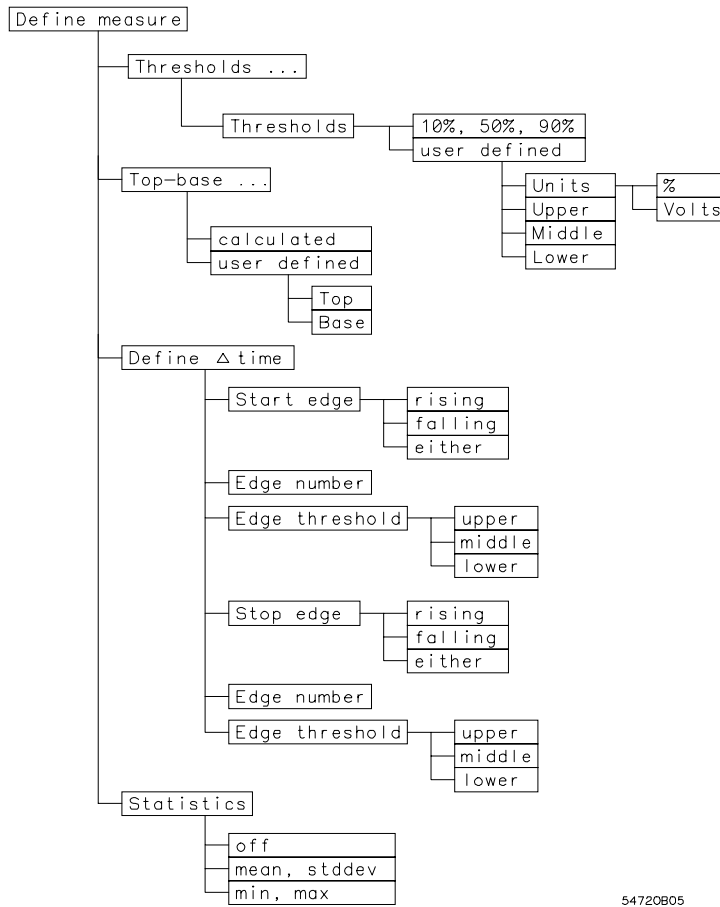 Define measure
Thresholds ...
Thresholds
10%, 50%, 90%
user defined
Units
%
Upper
Volts
Middle
Lower
Top-base ...
calculated
user defined
Top
Base
Define △ time
Start edge
rising
falling
either
Edge number
Edge threshold
upper
middle
lower
Stop edge
rising
falling
either
Edge number
Edge threshold
upper
middle
lower
Statistics
off
mean, stddev
min, max
54720B05